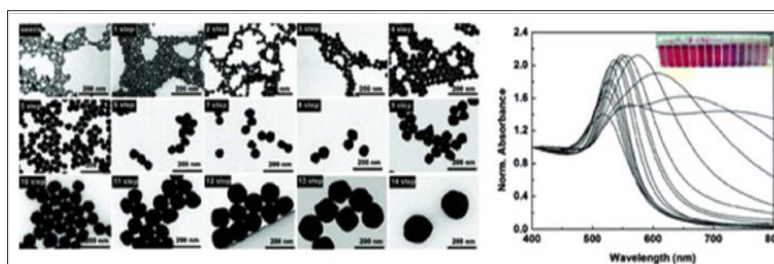 seeds 1 step 2 step 3 step 4 step
200 nm 200 nm 200 nm 200 nm 200 nm
5 step 6 step 7 step 8 step 9 step
200 nm 200 nm 200 nm 200 nm 200 nm
10 step 11 step 12 step 13 step 14 step
200 nm 200 nm 200 nm 200 nm 200 nm
Norm. Absorbance
2.4
2.0
1.6
1.2
0.8
0.4
0.0
400 500 600 700 800
Wavelength (nm)